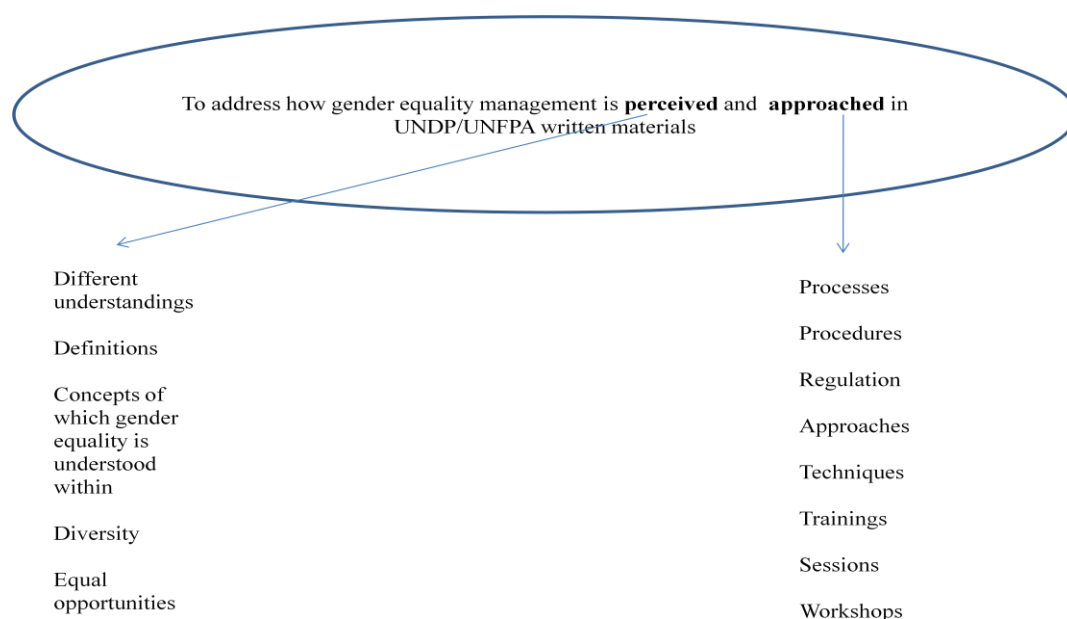 To address how gender equality management is perceived and approached in
UNDP/UNFPA written materials
Different
understandings
Definitions
Concepts of
which gender
equality is
understood
within
Diversity
Equal
opportunities
Processes
Procedures
Regulation
Approaches
Techniques
Trainings
Sessions
Workshops